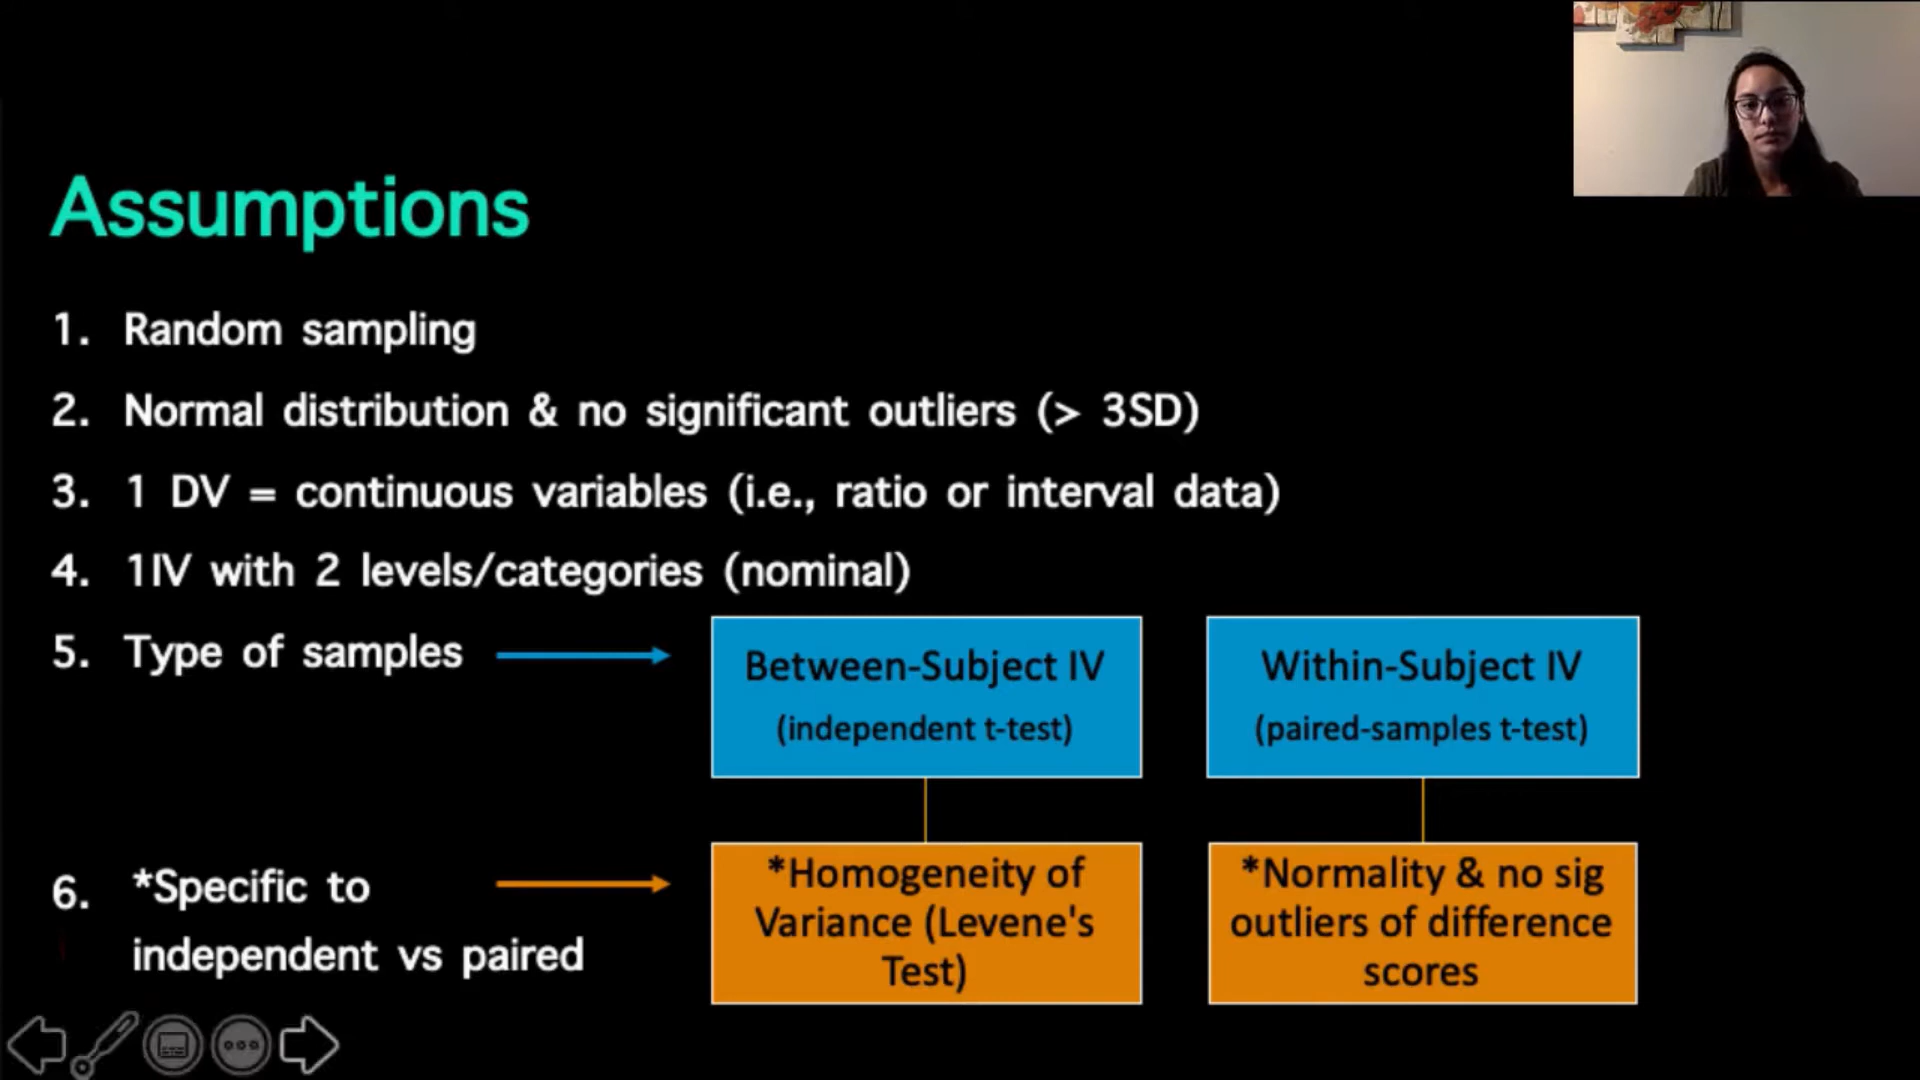 Assumptions
1. Random sampling
2. Normal distribution & no significant outliers (> 3SD)
3. 1 DV = continuous variables (i.e., ratio or interval data)
4. 1IV with 2 levels/categories (nominal)
5. Type of samples
Between-Subject IV
(independent t-test)
Within-Subject IV
(paired-samples t-test)
6. *Specific to
independent vs paired
*Homogeneity of
Variance (Levene's
Test)
*Normality & no sig
outliers of difference
scores